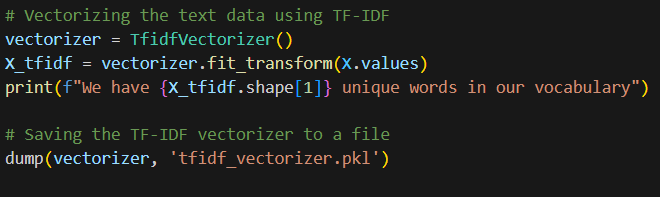 # Vectorizing the text data using TF-IDF
vectorizer = TfidfVectorizer()
X_tfidf = vectorizer.fit_transform(X.values)
print(f"We have {X_tfidf.shape[1]} unique words in our vocabulary")
# Saving the TF-IDF vectorizer to a file
dump(vectorizer, 'tfidf_vectorizer.pkl')